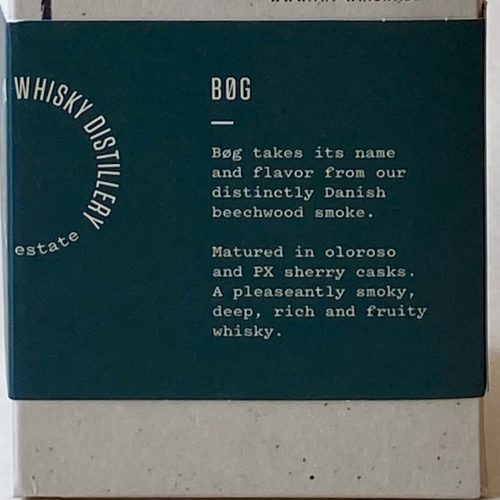 WHISKY DISTILLERY
estate
BØG
Bøg takes its name
and flavor from our
distinctly Danish
beechwood smoke.
Matured in oloroso
and PX sherry casks.
A pleaseantly smoky,
deep, rich and fruity
whisky.